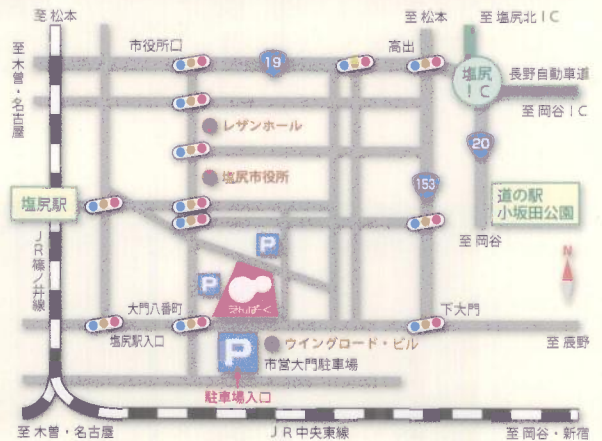 至松本
至松本
至塩尻北IC
至木曽・名古屋
市役所口
19
高出
塩尻
IC
長野自動車道
至岡谷IC
レザンホール
20
塩尻市役所
153
塩尻駅
道の駅
小坂田公園
P
至岡谷
JR篠ノ井線
P
N
えんぱーく
大門八番町
下大門
塩尻駅入口
P
ウイングロード・ビル
至辰野
市営大門駐車場
駐車場入口
至木曽・名古屋
JR中央東線
至岡谷・新宿